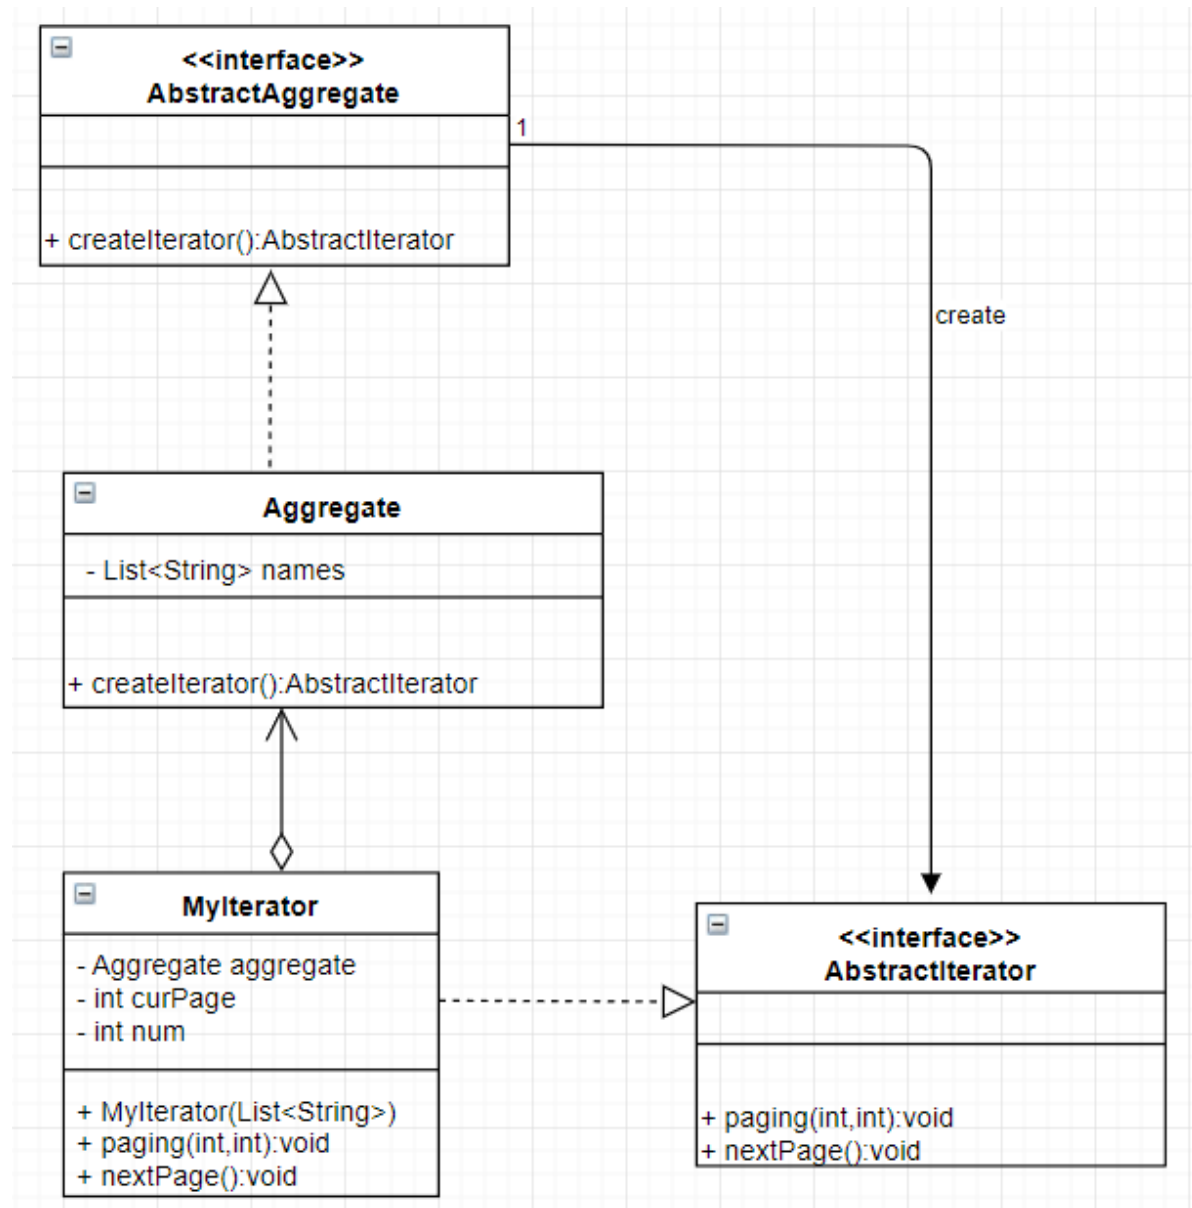 <<interface>>
AbstractAggregate
1
+ createIterator():AbstractIterator
create
Aggregate
- List<String> names
+ createIterator():AbstractIterator
MyIterator
- Aggregate aggregate
- int curPage
- int num
+ MyIterator(List<String>)
+ paging(int,int):void
+ nextPage():void
<<interface>>
AbstractIterator
+ paging(int,int):void
+ nextPage():void